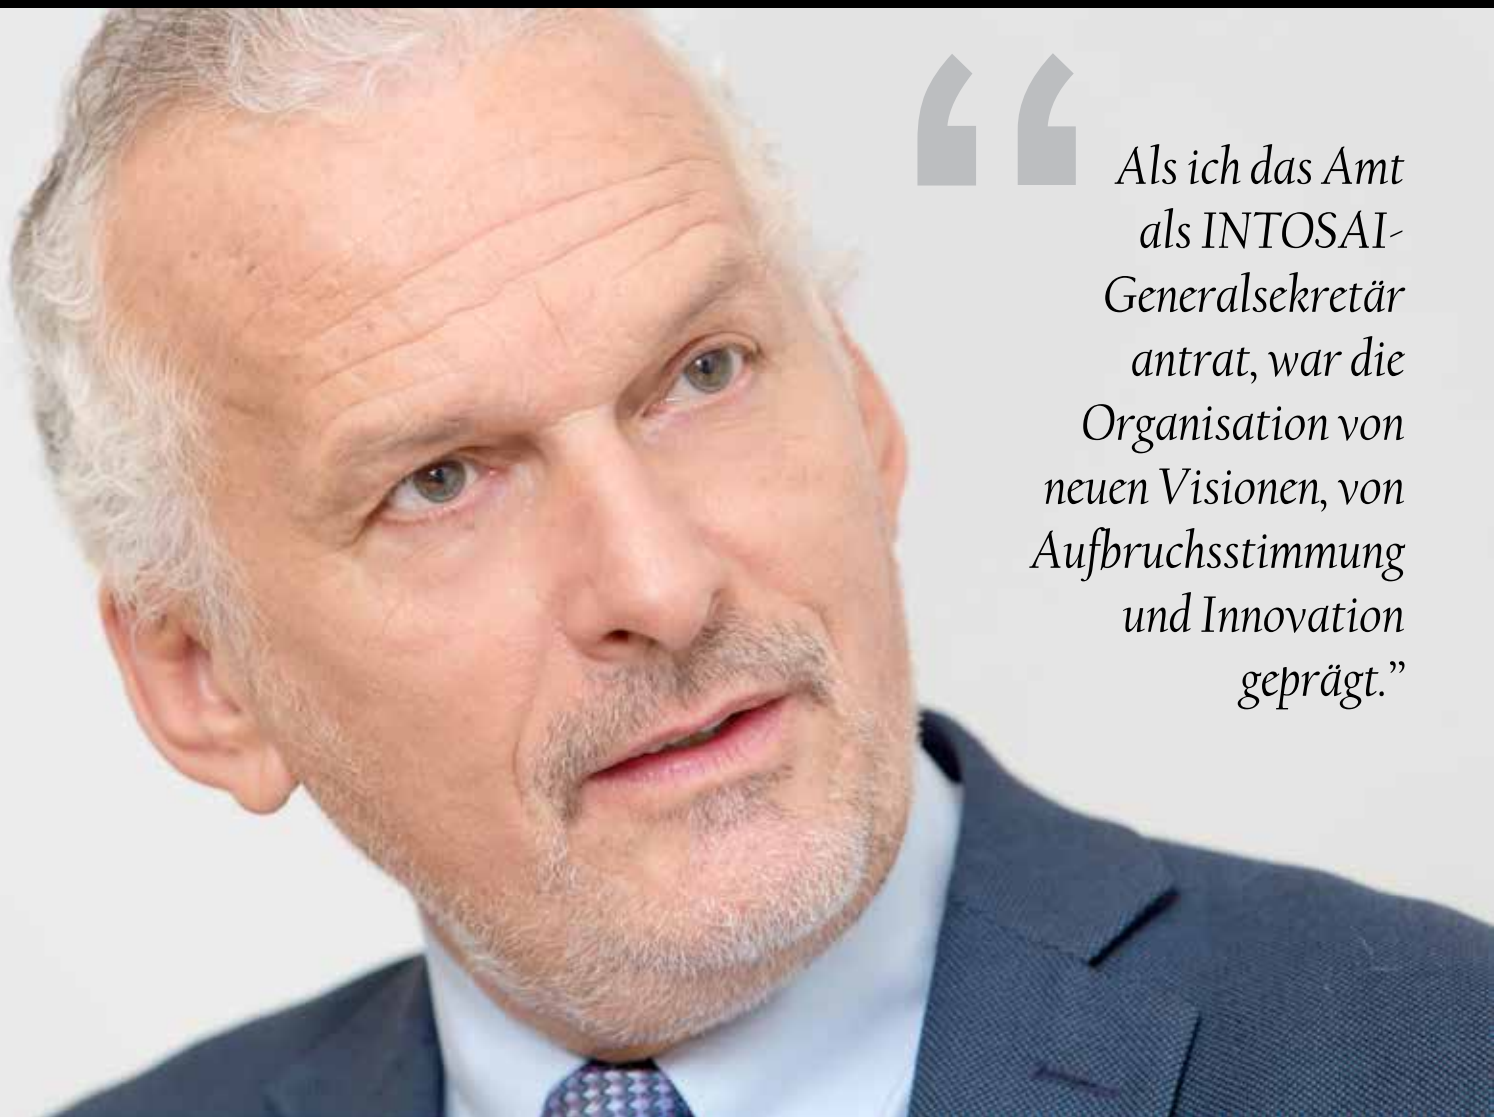 “
Als ich das Amt
als INTOSAI-
Generalsekretär
antrat, war die
Organisation von
neuen Visionen, von
Aufbruchsstimmung
und Innovation
geprägt.”